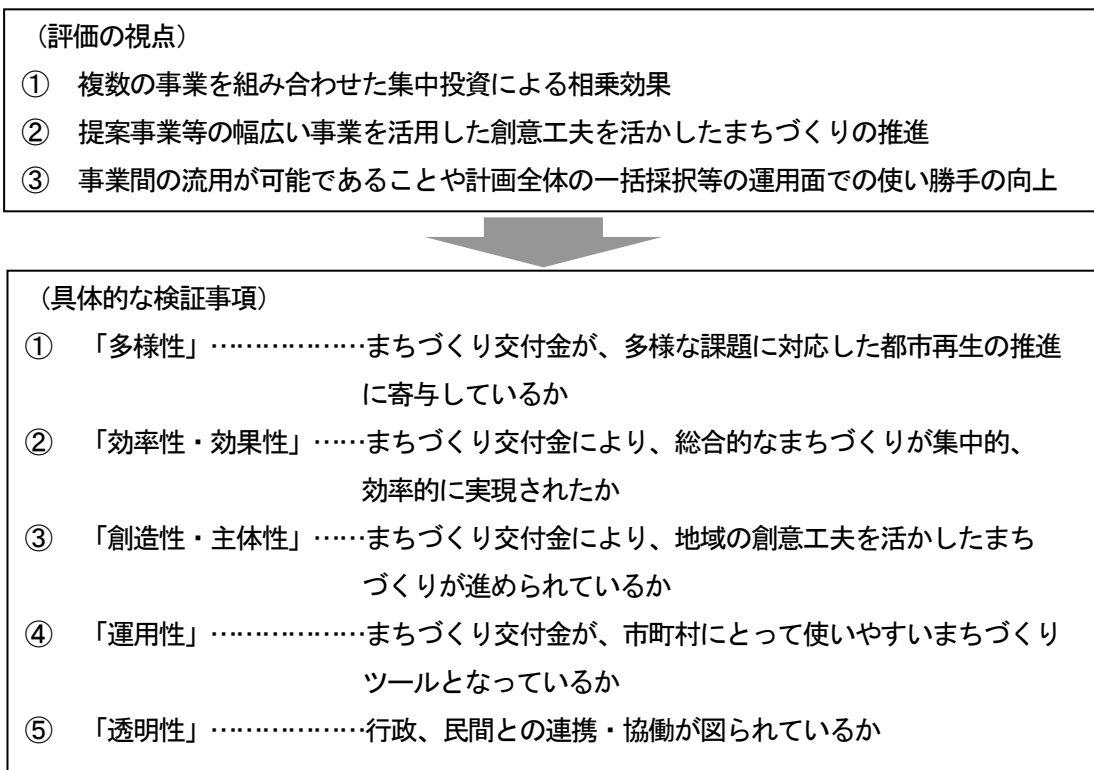 （評価の視点）
① 複数の事業を組み合わせた集中投資による相乗効果
② 提案事業等の幅広い事業を活用した創意工夫を活かしたまちづくりの推進
③ 事業間の流用が可能であることや計画全体の一括採択等の運用面での使い勝手の向上
（具体的な検証事項）
① 「多様性」………………まちづくり交付金が、多様な課題に対応した都市再生の推進
に寄与しているか
② 「効率性・効果性」……まちづくり交付金により、総合的なまちづくりが集中的、
効率的に実現されたか
③ 「創造性・主体性」……まちづくり交付金により、地域の創意工夫を活かしたまち
づくりが進められているか
④ 「運用性」………………まちづくり交付金が、市町村にとって使いやすいまちづくり
ツールとなっているか
⑤ 「透明性」………………行政、民間との連携・協働が図られているか